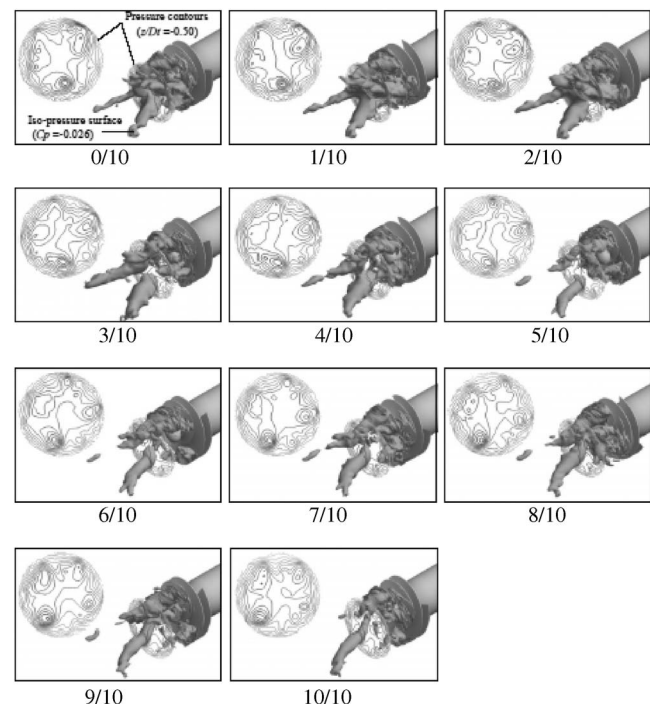 Pressure contours
(z/Dt =-0.50)
Iso-pressure surface
(Cp =-0.026)
0/10
1/10
2/10
3/10
4/10
5/10
6/10
7/10
8/10
9/10
10/10